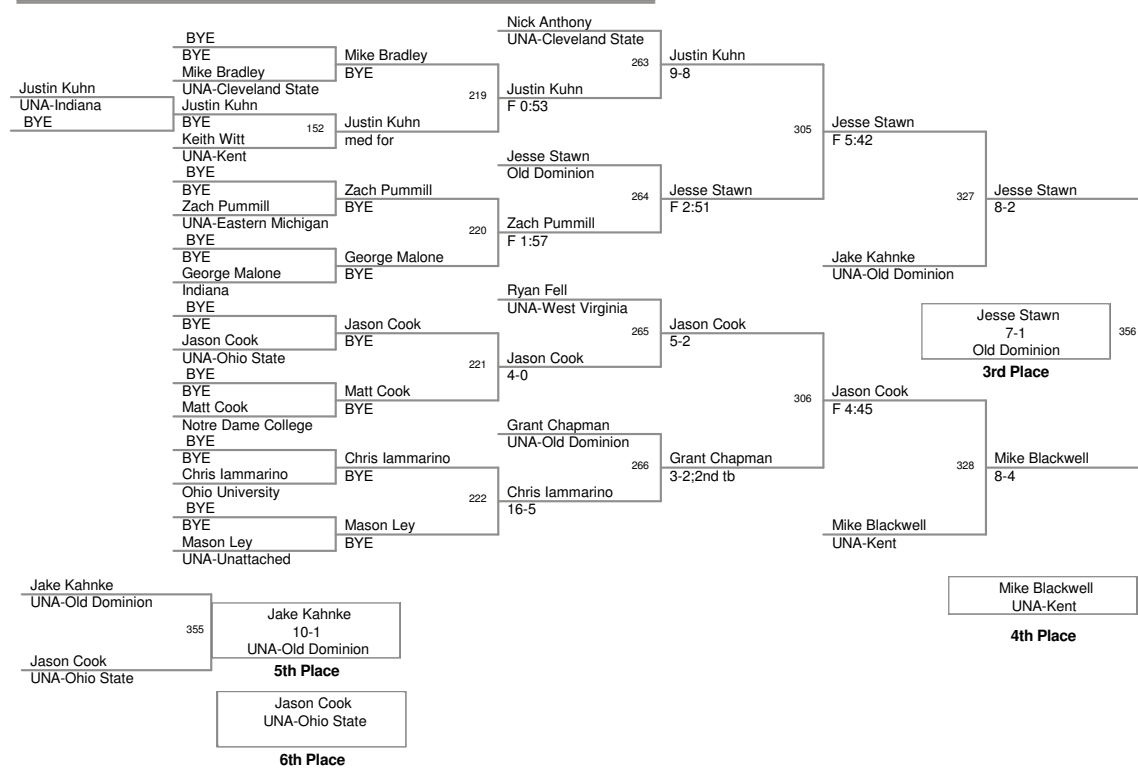 Nick Anthony
UNA-Cleveland State
BYE
BYE
Mike Bradley
UNA-Cleveland State
Mike Bradley
BYE
263
Justin Kuhn
9-8
Justin Kuhn
UNA-Indiana
BYE
219
Justin Kuhn
F 0:53
Justin Kuhn
BYE
Keith Witt
UNA-Kent
152
Justin Kuhn
med for
305
Jesse Stawn
F 5:42
BYE
BYE
Zach Pummill
UNA-Eastern Michigan
Zach Pummill
BYE
Jesse Stawn
Old Dominion
264
Jesse Stawn
F 2:51
327
Jesse Stawn
8-2
220
Zach Pummill
F 1:57
BYE
BYE
George Malone
Indiana
George Malone
BYE
Jake Kahnke
UNA-Old Dominion
BYE
BYE
Jason Cook
UNA-Ohio State
Jason Cook
BYE
Ryan Fell
UNA-West Virginia
265
Jason Cook
5-2
Jesse Stawn
7-1
Old Dominion
356
3rd Place
221
Jason Cook
4-0
BYE
BYE
Matt Cook
Notre Dame College
Matt Cook
BYE
306
Jason Cook
F 4:45
BYE
BYE
Chris Iammarino
Ohio University
Chris Iammarino
BYE
Grant Chapman
UNA-Old Dominion
266
Grant Chapman
3-2;2nd tb
328
Mike Blackwell
8-4
222
Chris Iammarino
16-5
BYE
BYE
Mason Ley
UNA-Unattached
Mason Ley
BYE
Mike Blackwell
UNA-Kent
Jake Kahnke
UNA-Old Dominion
355
Jason Cook
UNA-Ohio State
Jake Kahnke
10-1
UNA-Old Dominion
5th Place
Mike Blackwell
UNA-Kent
4th Place
Jason Cook
UNA-Ohio State
6th Place